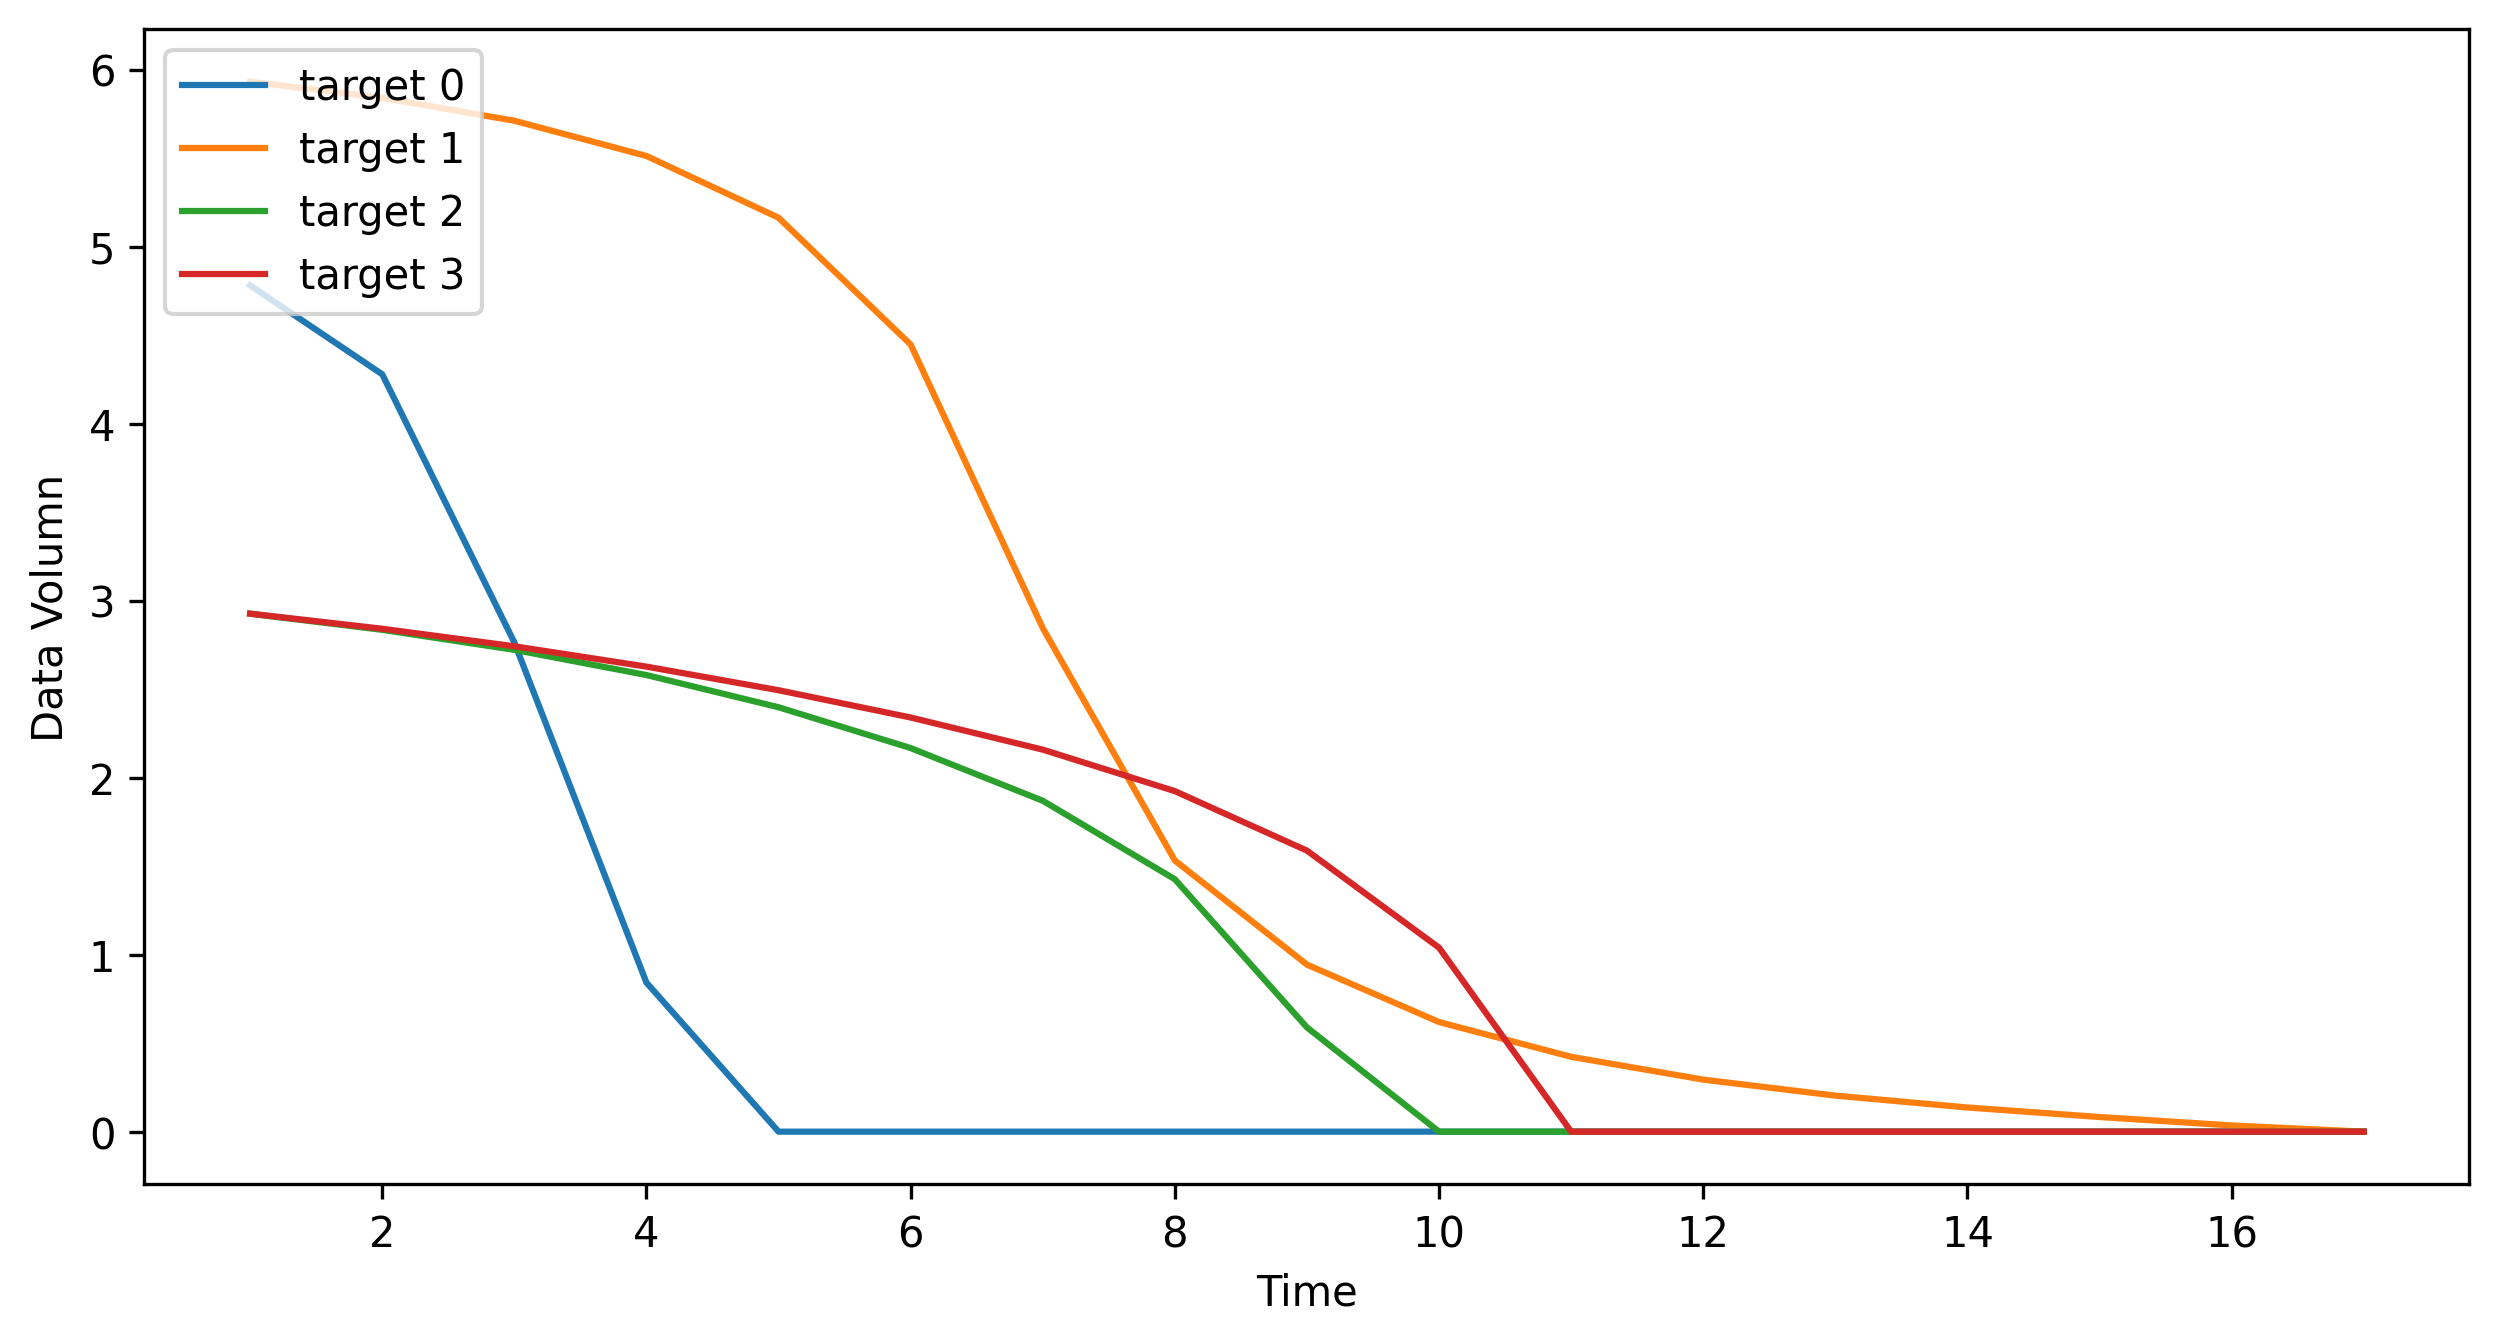 target 0
target 1
target 2
target 3
6
5
4
3
2
1
0
Data Volumn
2 4 6 8 10 12 14 16
Time